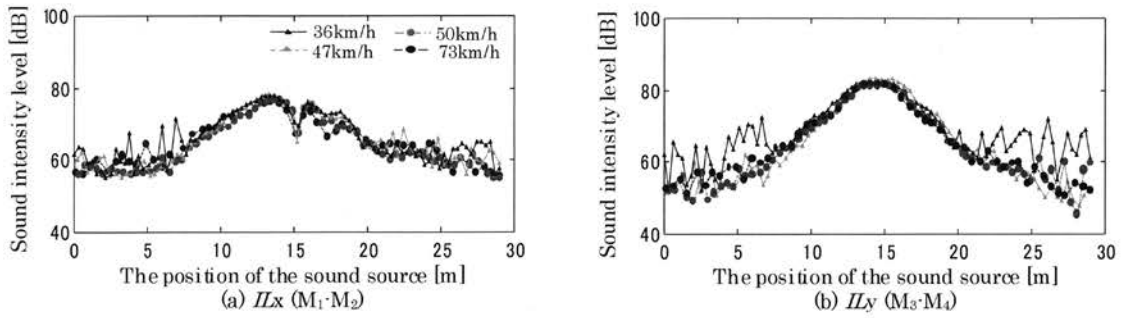 Sound intensity level [dB]
100
80
60
40
36km/h
50km/h
47km/h
73km/h
0 5 10 15 20 25 30
The position of the sound source [m]
(a) ILx (M₁-M₂)
Sound intensity level [dB]
100
80
60
40
0 5 10 15 20 25 30
The position of the sound source [m]
(b) ILy (M₃-M₄)